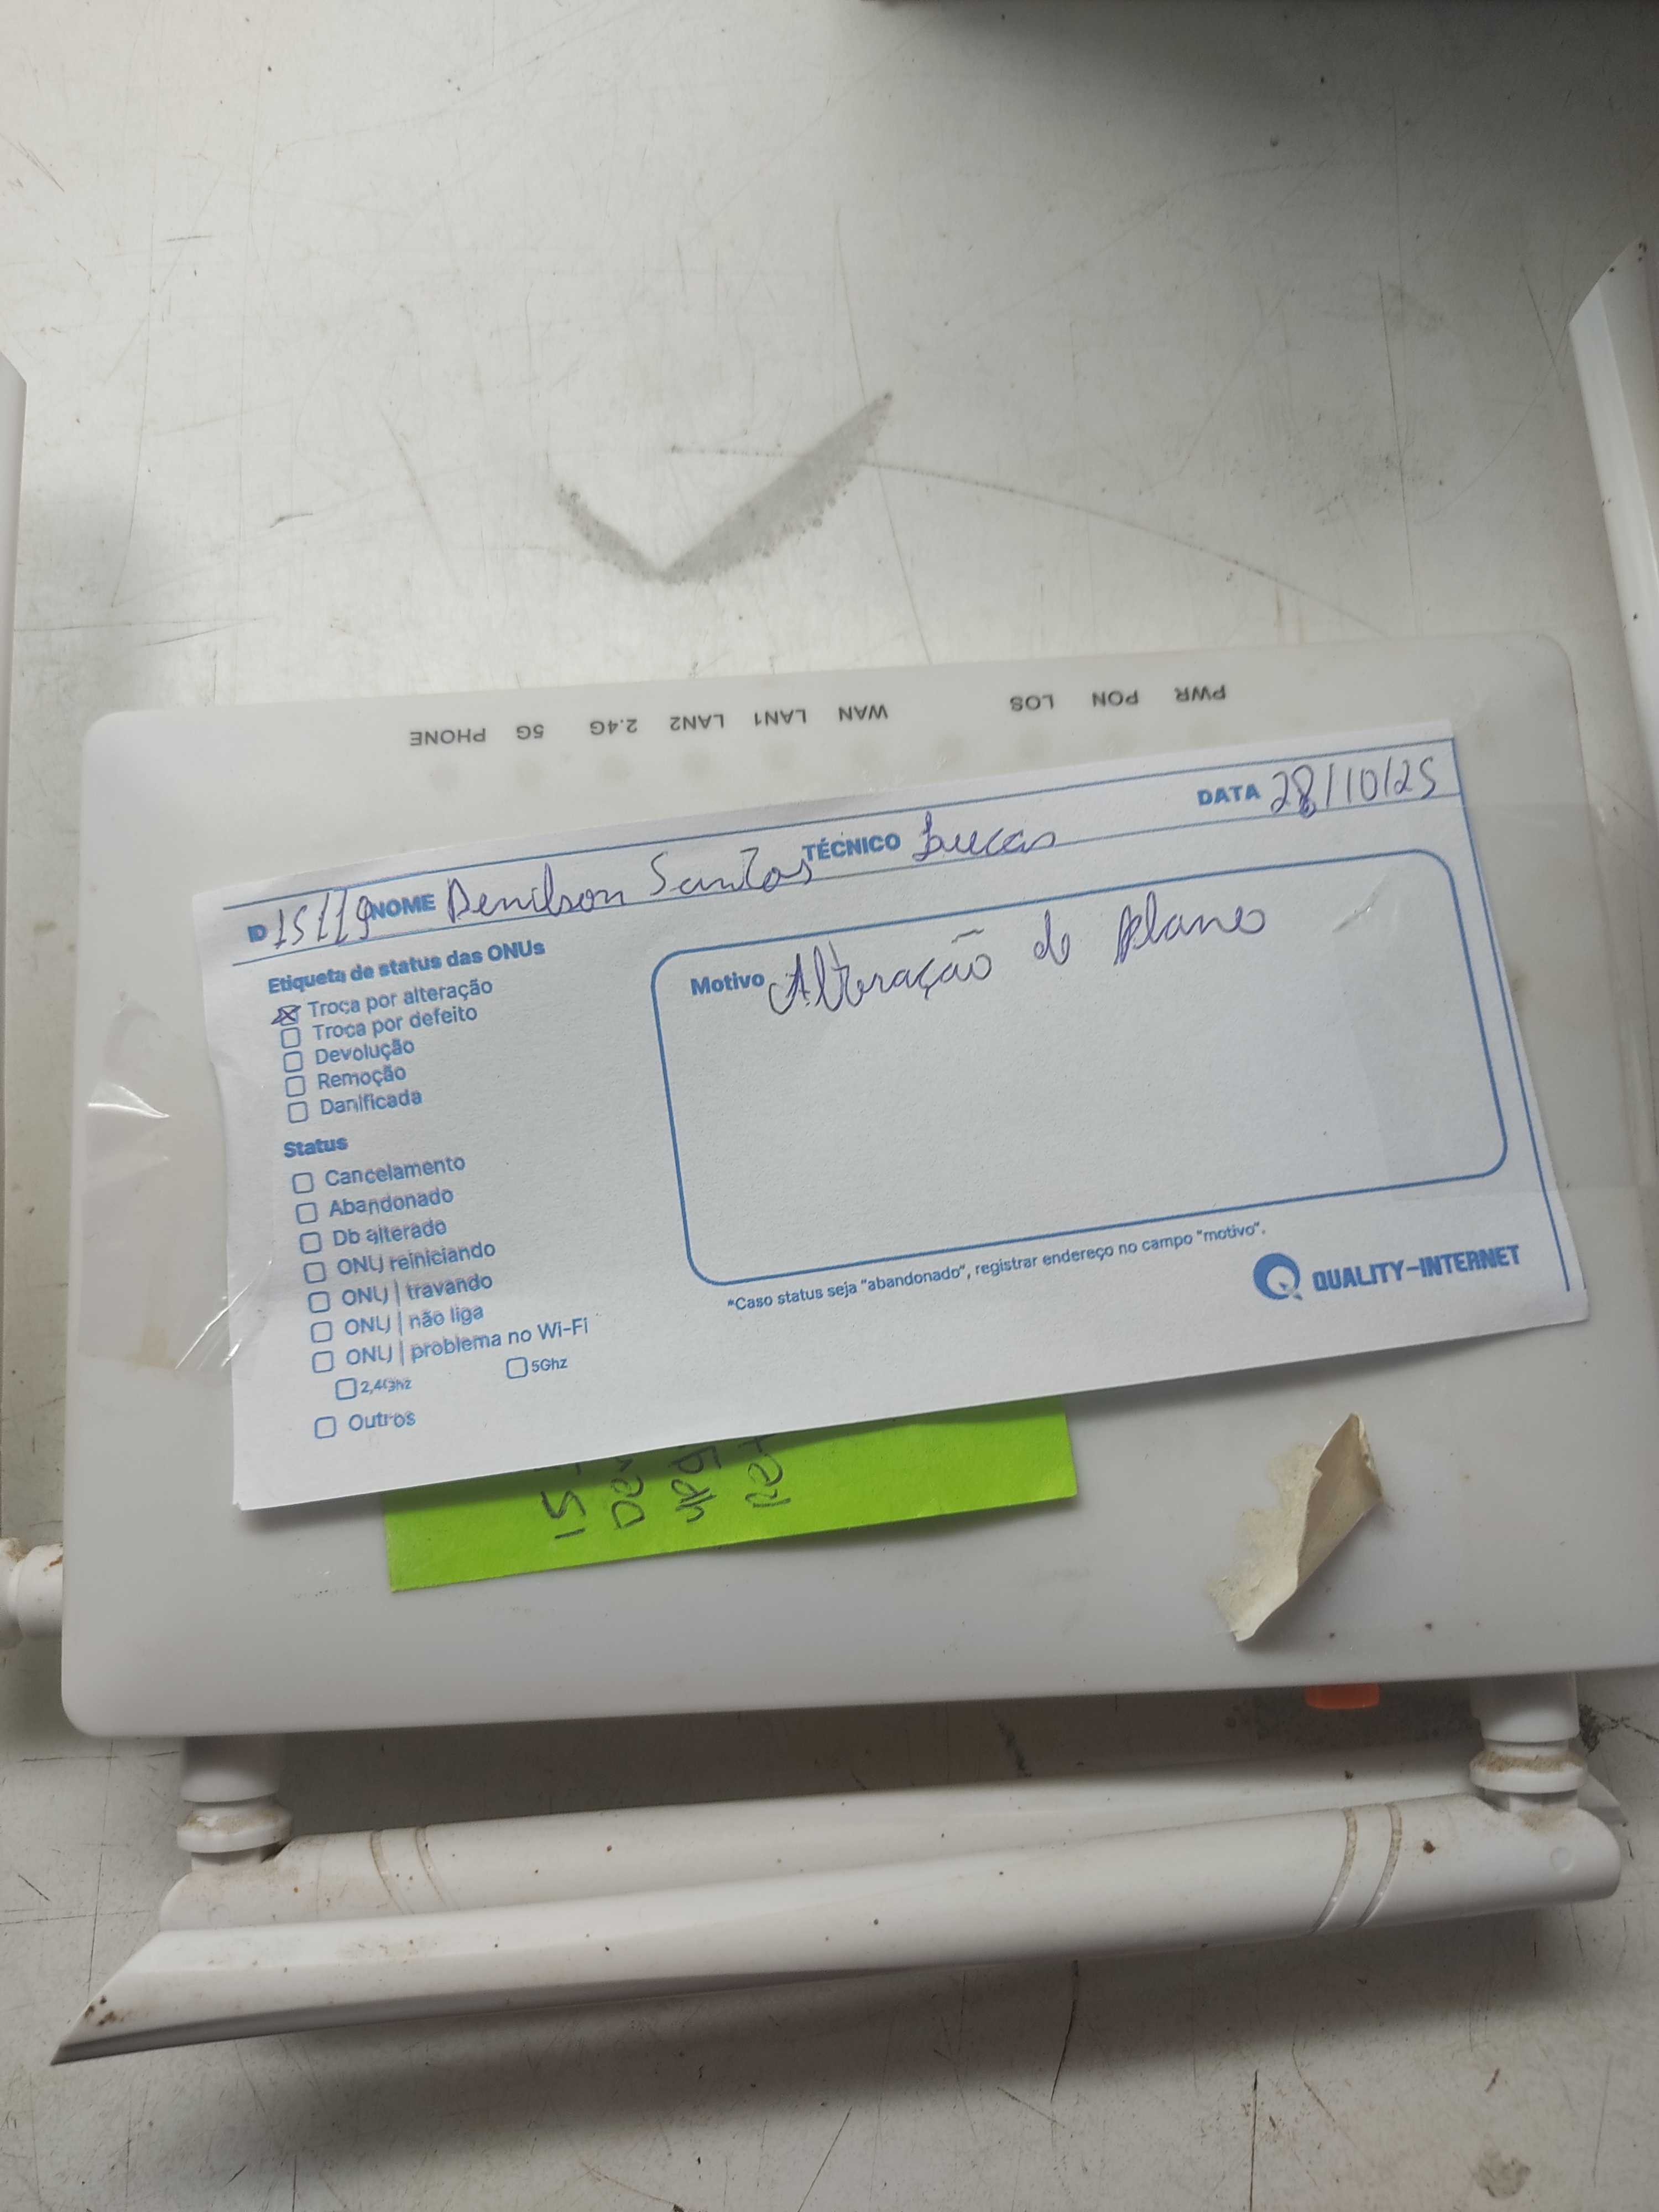 PHONE 5G 2.4G LAN2 LAN1 WAN LOS PON PWR
ID 15119 NOME Denilson Santos TÉCNICO Lucas DATA 28/10/25
Etiqueta de status das ONUs
Troca por alteração
Troca por defeito
Devolução
Remoção
Danificada
Status
Cancelamento
Abandonado
Db alterado
ONU reiniciando
ONU | travando
ONU | não liga
ONU | problema no Wi-Fi
2,4Ghz 5Ghz
Outros
Motivo Alteração de plano
*Caso status seja "abandonado", registrar endereço no campo "motivo".
QUALITY-INTERNET